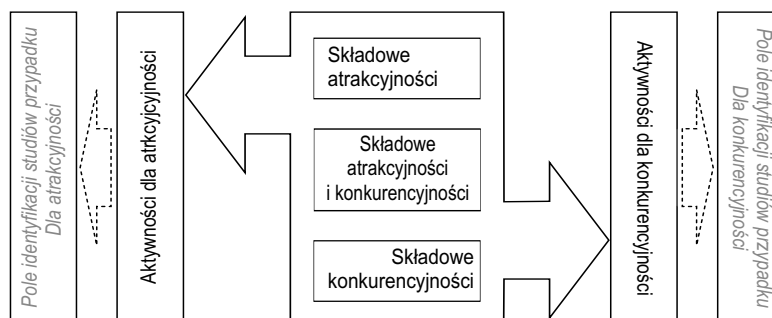 Pole identyfikacji studiów przypadku
Dla atrakcyjności
Aktywności dla atrkcyjcyjności
Składowe
atrakcyjności
Składowe
atrakcyjności
i konkurencyjności
Składowe
konkurencyjności
Aktywności dla konkurencyjności
Pole identyfikacji studiów przypadku
Dla konkurencyjności